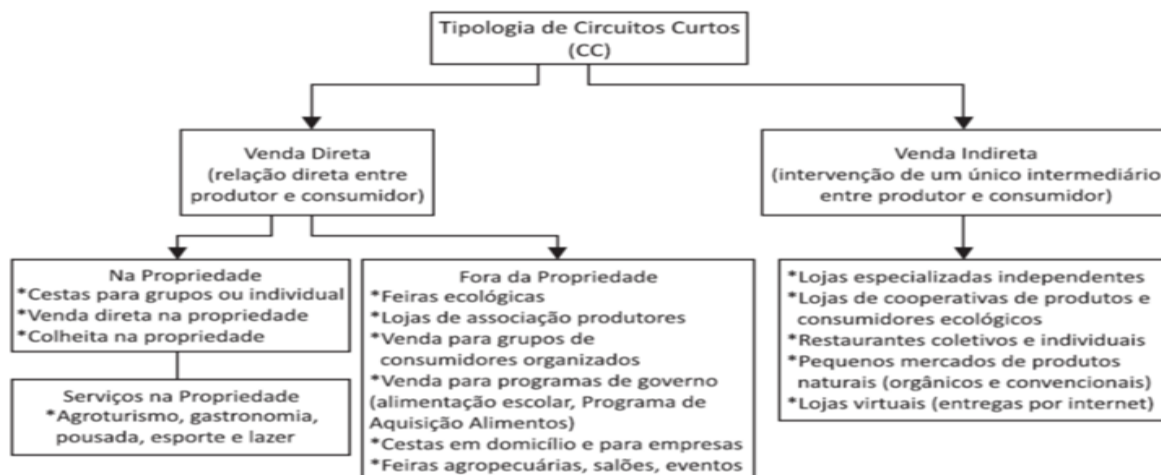 Tipologia de Circuitos Curtos
(CC)
Venda Direta
(relação direta entre
produtor e consumidor)
Venda Indireta
(intervenção de um único intermediário
entre produtor e consumidor)
Na Propriedade
*Cestas para grupos ou individual
*Venda direta na propriedade
*Colheita na propriedade
Serviços na Propriedade
*Agroturismo, gastronomia,
pousada, esporte e lazer
Fora da Propriedade
*Feiras ecológicas
*Lojas de associação produtores
*Venda para grupos de
consumidores organizados
*Venda para programas de governo
(alimentação escolar, Programa de
Aquisição Alimentos)
*Cestas em domicílio e para empresas
*Feiras agropecuárias, salões, eventos
*Lojas especializadas independentes
*Lojas de cooperativas de produtos e
consumidores ecológicos
*Restaurantes coletivos e individuais
*Pequenos mercados de produtos
naturais (orgânicos e convencionais)
*Lojas virtuais (entregas por internet)